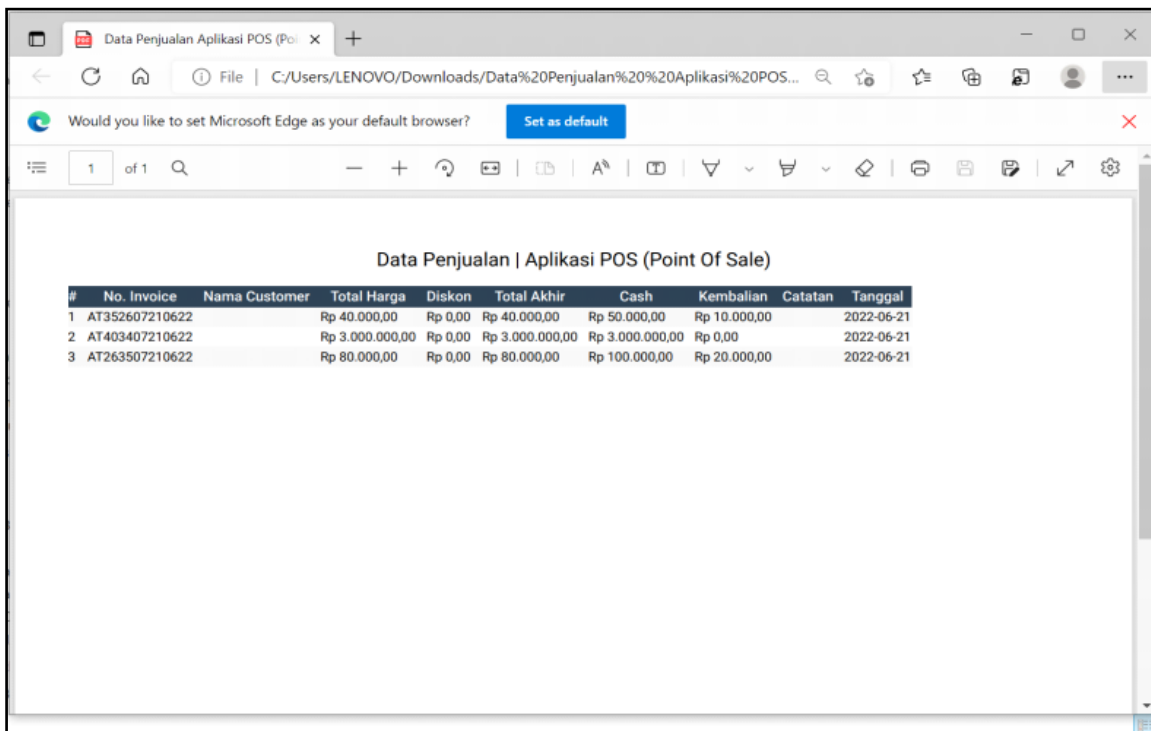 Data Penjualan Aplikasi POS (Poi
File | C:/Users/LENOVO/Downloads/Data%20Penjualan%20%20Aplikasi%20POS...
Would you like to set Microsoft Edge as your default browser? Set as default
1 of 1
Data Penjualan | Aplikasi POS (Point Of Sale)
# No. Invoice Nama Customer Total Harga Diskon Total Akhir Cash Kembalian Catatan Tanggal
1 AT352607210622 Rp 40.000,00 Rp 0,00 Rp 40.000,00 Rp 50.000,00 Rp 10.000,00 2022-06-21
2 AT403407210622 Rp 3.000.000,00 Rp 0,00 Rp 3.000.000,00 Rp 3.000.000,00 Rp 0,00 2022-06-21
3 AT263507210622 Rp 80.000,00 Rp 0,00 Rp 80.000,00 Rp 100.000,00 Rp 20.000,00 2022-06-21